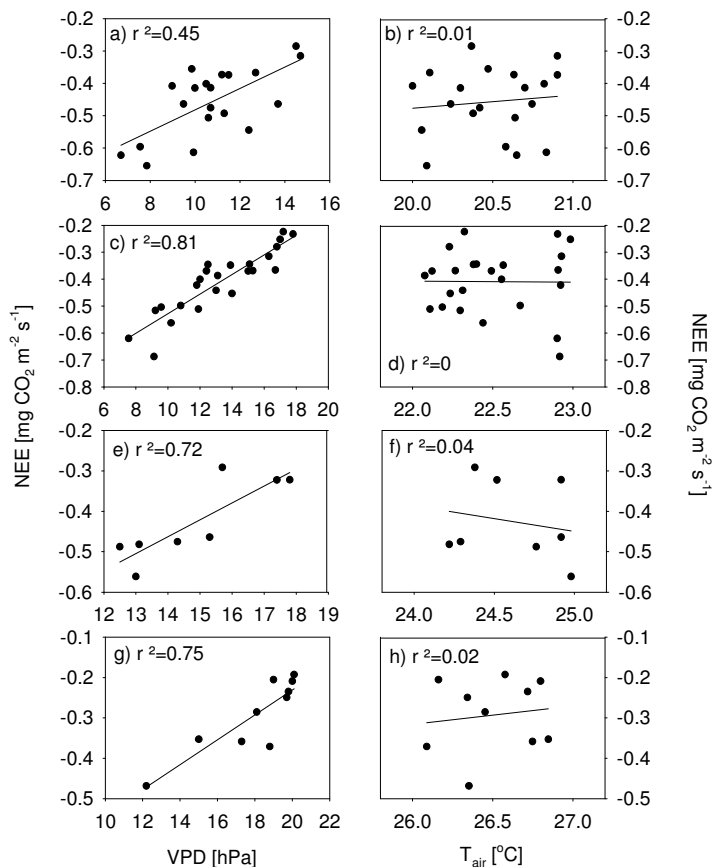 a) r ²=0.45
-0.2
-0.3
-0.4
-0.5
-0.6
-0.7
6 8 10 12 14 16
b) r ²=0.01
-0.2
-0.3
-0.4
-0.5
-0.6
-0.7
20.0 20.5 21.0
c) r ²=0.81
-0.2
-0.3
-0.4
-0.5
-0.6
-0.7
-0.8
6 8 10 12 14 16 18 20
d) r ²=0
-0.2
-0.3
-0.4
-0.5
-0.6
-0.7
-0.8
22.0 22.5 23.0
e) r ²=0.72
-0.2
-0.3
-0.4
-0.5
-0.6
12 13 14 15 16 17 18 19
f) r ²=0.04
-0.2
-0.3
-0.4
-0.5
-0.6
24.0 24.5 25.0
g) r ²=0.75
-0.1
-0.2
-0.3
-0.4
-0.5
10 12 14 16 18 20 22
h) r ²=0.02
-0.1
-0.2
-0.3
-0.4
-0.5
26.0 26.5 27.0
NEE [mg CO₂ m⁻² s⁻¹]
NEE [mg CO₂ m⁻² s⁻¹]
VPD [hPa]
T_air [°C]